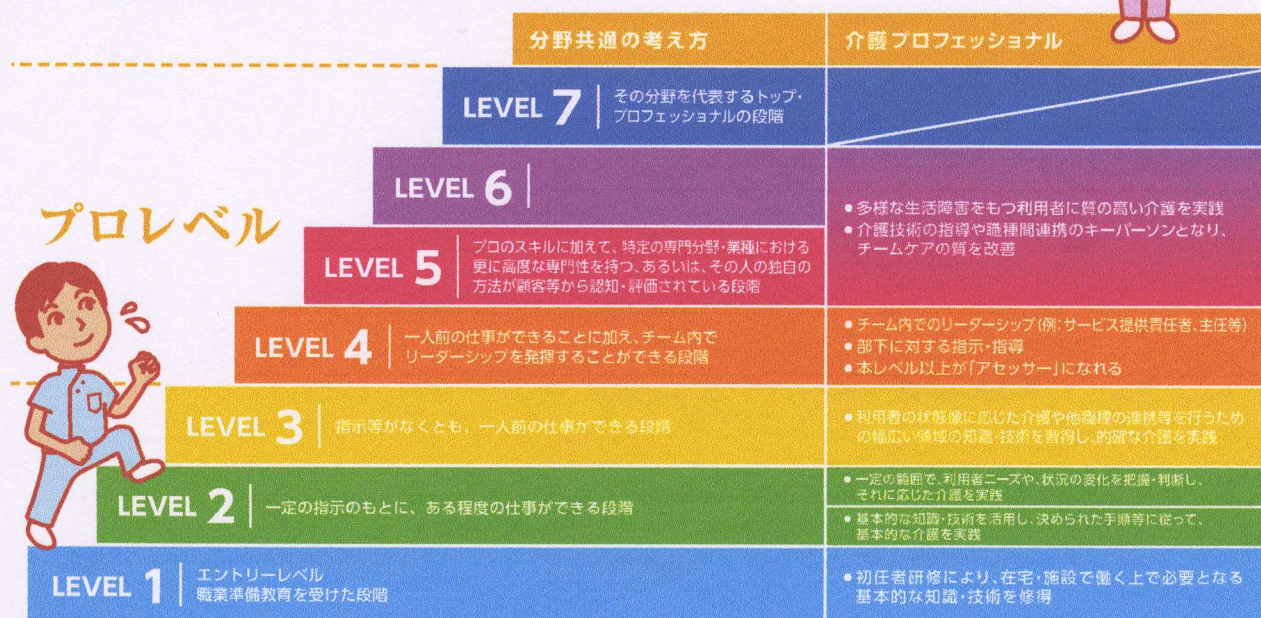 分野共通の考え方
介護プロフェッショナル
LEVEL 7
その分野を代表するトップ・
プロフェッショナルの段階
LEVEL 6
プロレベル
LEVEL 5
プロのスキルに加えて、特定の専門分野・業種における
更に高度な専門性を持つ、あるいは、その人の独自の
方法が顧客等から認知・評価されている段階
●多様な生活障害をもつ利用者に質の高い介護を実践
●介護技術の指導や職種間連携のキーパーソンとなり、
チームケアの質を改善
LEVEL 4
一人前の仕事ができることに加え、チーム内で
リーダーシップを発揮することができる段階
●チーム内でのリーダーシップ(例:サービス提供責任者、主任等)
●部下に対する指示・指導
●本レベル以上が「アセッサー」になれる
LEVEL 3
指示等がなくとも、一人前の仕事ができる段階
●利用者の状態像に応じた介護や他職種の連携等を行うため
の幅広い領域の知識・技術を習得し、的確な介護を実践
LEVEL 2
一定の指示のもとに、ある程度の仕事ができる段階
●一定の範囲で、利用者ニーズや、状況の変化を把握・判断し、
それに応じた介護を実践
●基本的な知識・技術を活用し、決められた手順等に従って、
基本的な介護を実践
LEVEL 1
エントリーレベル
職業準備教育を受けた段階
●初任者研修により、在宅・施設で働く上で必要となる
基本的な知識・技術を修得